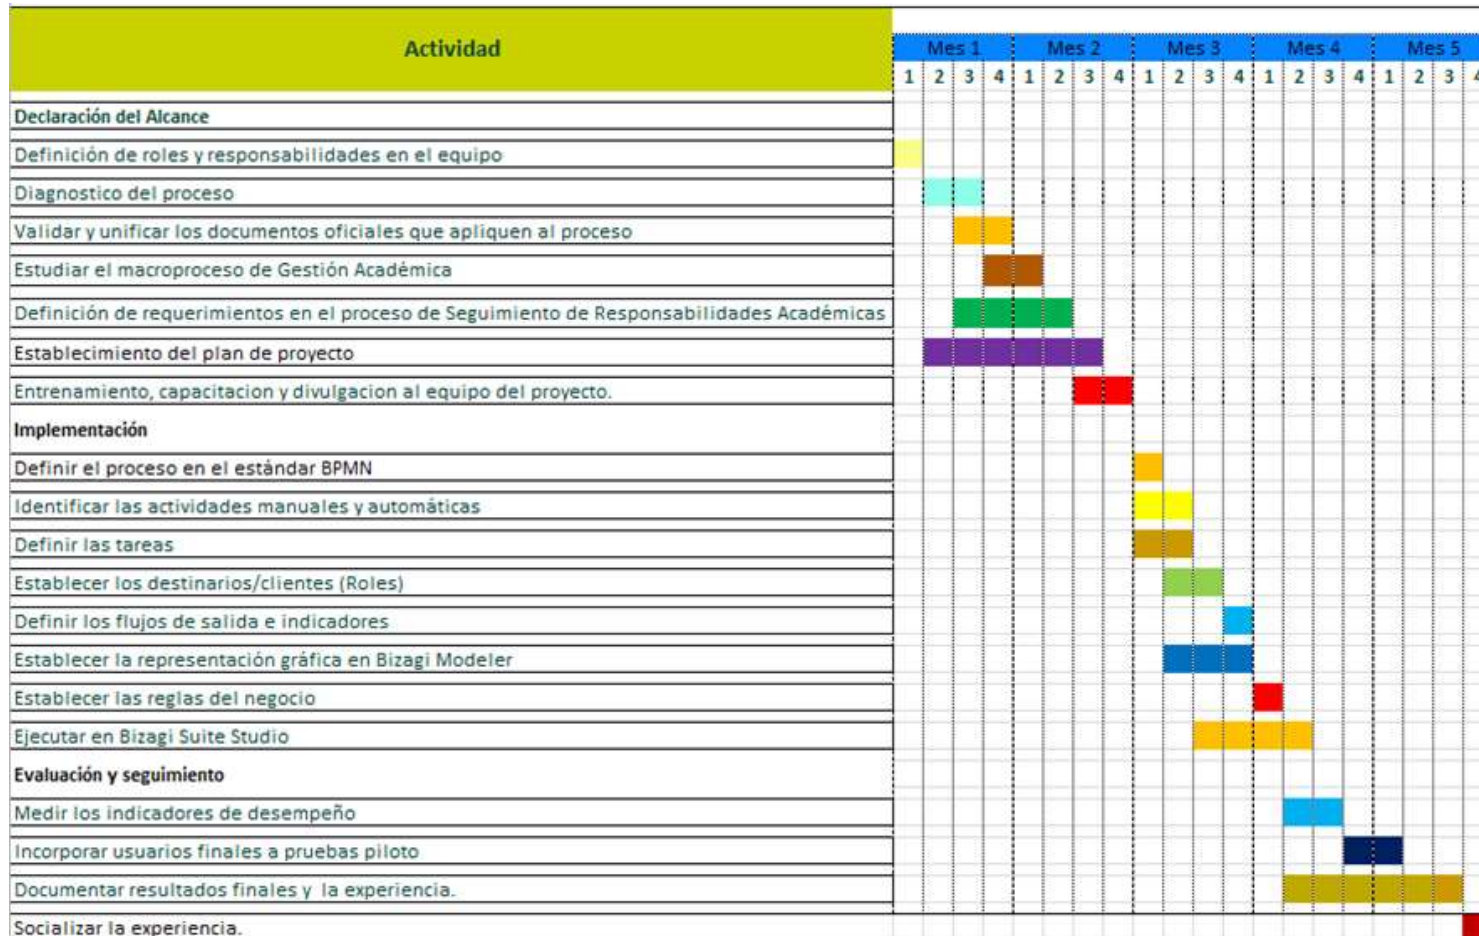 Actividad
Mes 1 Mes 2 Mes 3 Mes 4 Mes 5
1 2 3 4 1 2 3 4 1 2 3 4 1 2 3 4 1 2 3 4
Declaración del Alcance
Definición de roles y responsabilidades en el equipo
Diagnostico del proceso
Validar y unificar los documentos oficiales que apliquen al proceso
Estudiar el macroproceso de Gestión Académica
Definición de requerimientos en el proceso de Seguimiento de Responsabilidades Académicas
Establecimiento del plan de proyecto
Entrenamiento, capacitacion y divulgacion al equipo del proyecto.
Implementación
Definir el proceso en el estándar BPMN
Identificar las actividades manuales y automáticas
Definir las tareas
Establecer los destinarios/clientes (Roles)
Definir los flujos de salida e indicadores
Establecer la representación gráfica en Bizagi Modeler
Establecer las reglas del negocio
Ejecutar en Bizagi Suite Studio
Evaluación y seguimiento
Medir los indicadores de desempeño
Incorporar usuarios finales a pruebas piloto
Documentar resultados finales y la experiencia.
Socializar la experiencia.